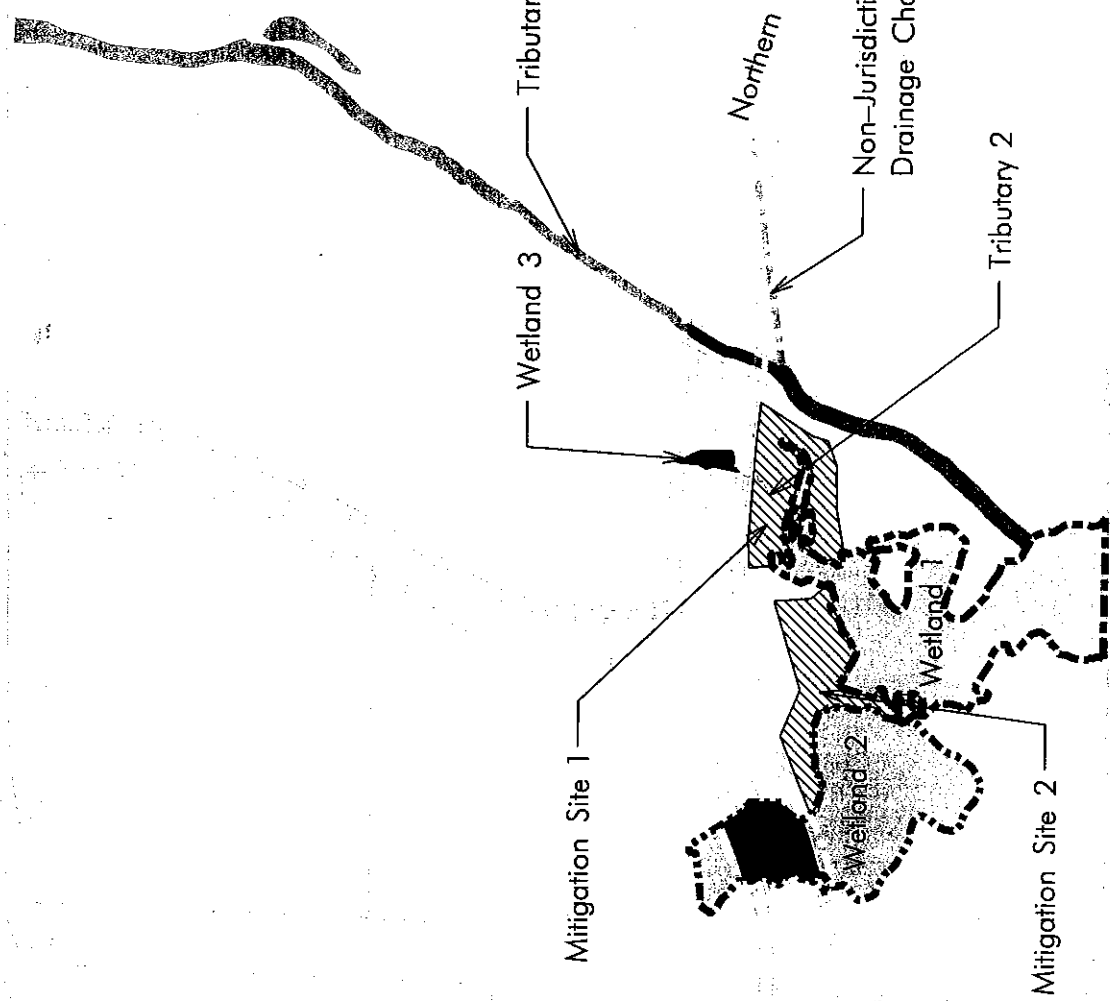 Tributar
Northern
Non-Jurisdicti
Drainage Cha
Wetland 3
Tributary 2
Mitigation Site 1
Wetland 1
Wetland 2
Mitigation Site 2